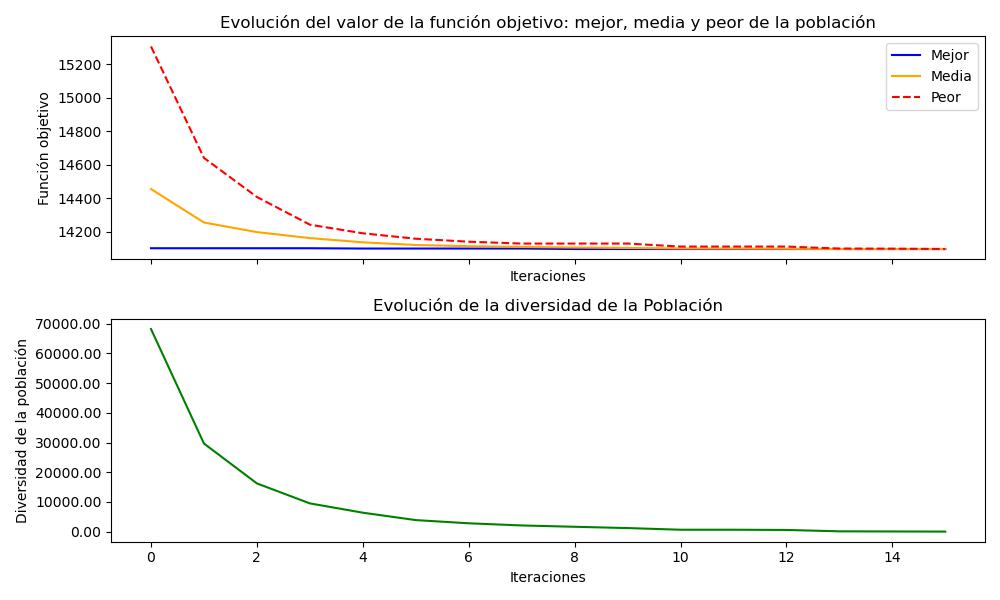 Evolución del valor de la función objetivo: mejor, media y peor de la población
Función objetivo
15200
15000
14800
14600
14400
14200
Mejor
Media
Peor
Iteraciones
Evolución de la diversidad de la Población
Diversidad de la población
70000.00
60000.00
50000.00
40000.00
30000.00
20000.00
10000.00
0.00
0 2 4 6 8 10 12 14
Iteraciones